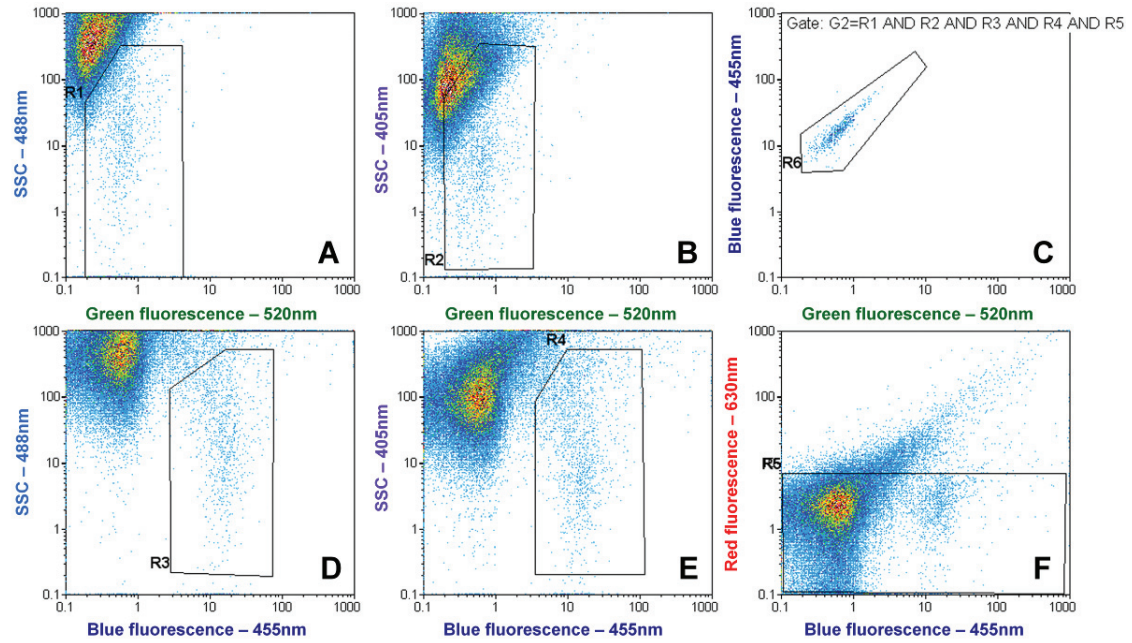 Gate: G2=R1 AND R2 AND R3 AND R4 AND R5
1000
100
10
1
0.1
SSC – 488nm
R1
A
0.1
1
10
100
1000
Green fluorescence – 520nm
1000
100
10
1
0.1
SSC – 405nm
R2
B
0.1
1
10
100
1000
Green fluorescence – 520nm
1000
100
10
1
0.1
Blue fluorescence – 455nm
R6
C
0.1
1
10
100
1000
Green fluorescence – 520nm
1000
100
10
1
0.1
SSC – 488nm
R3
D
0.1
1
10
100
1000
Blue fluorescence – 455nm
1000
100
10
1
0.1
SSC – 405nm
R4
E
0.1
1
10
100
1000
Blue fluorescence – 455nm
1000
100
10
1
0.1
Red fluorescence – 630nm
R5
F
0.1
1
10
100
1000
Blue fluorescence – 455nm